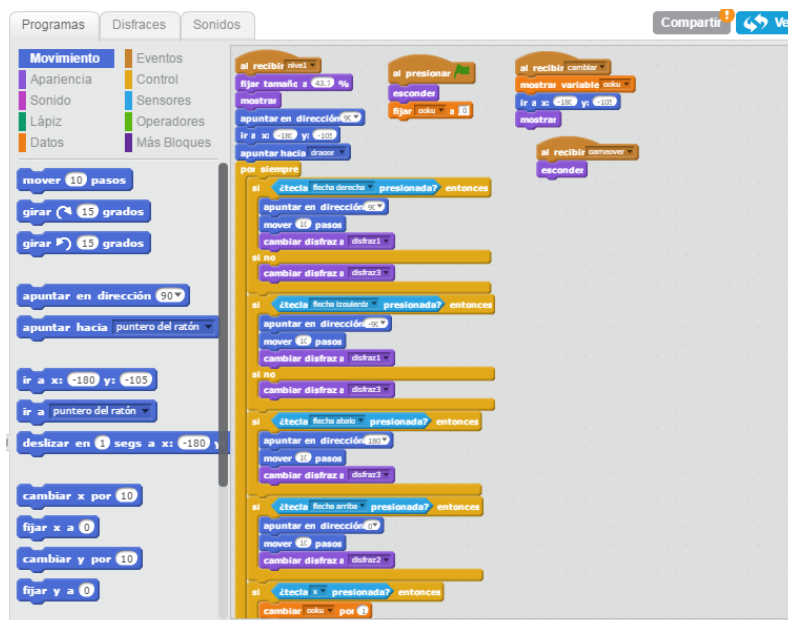 Programas Disfraces Sonidos Compartir Ve
Movimiento Eventos
Apariencia Control
Sonido Sensores
Lápiz Operadores
Datos Más Bloques
mover 10 pasos
girar 15 grados
girar 15 grados
apuntar en dirección 90
apuntar hacia puntero del ratón
ir a x: -180 y: -105
ir a puntero del ratón
deslizar en 1 segs a x: -180 y
cambiar x por 10
fijar x a 0
cambiar y por 10
fijar y a 0
al recibir nivel1
fijar tamaño a 43.7 %
mostrar
apuntar en dirección
ir a x: -180 y: -105
apuntar hacia
por siempre
si ¿tecla flecha derecha presionada? entonces
apuntar en dirección 90
mover 10 pasos
cambiar disfraz a disfraz1
si no
cambiar disfraz a disfraz3
si ¿tecla flecha izquierda presionada? entonces
apuntar en dirección -90
mover 10 pasos
cambiar disfraz a disfraz1
si no
cambiar disfraz a disfraz3
si ¿tecla flecha abajo presionada? entonces
apuntar en dirección 180
mover 10 pasos
cambiar disfraz a disfraz3
si ¿tecla flecha arriba presionada? entonces
apuntar en dirección 0
mover 10 pasos
cambiar disfraz a disfraz2
si ¿tecla x presionada? entonces
cambiar por 1
al presionar
esconder
fijar a 0
al recibir cambiar
mostrar variable
ir a x: -180 y: -105
mostrar
al recibir gameover
esconder